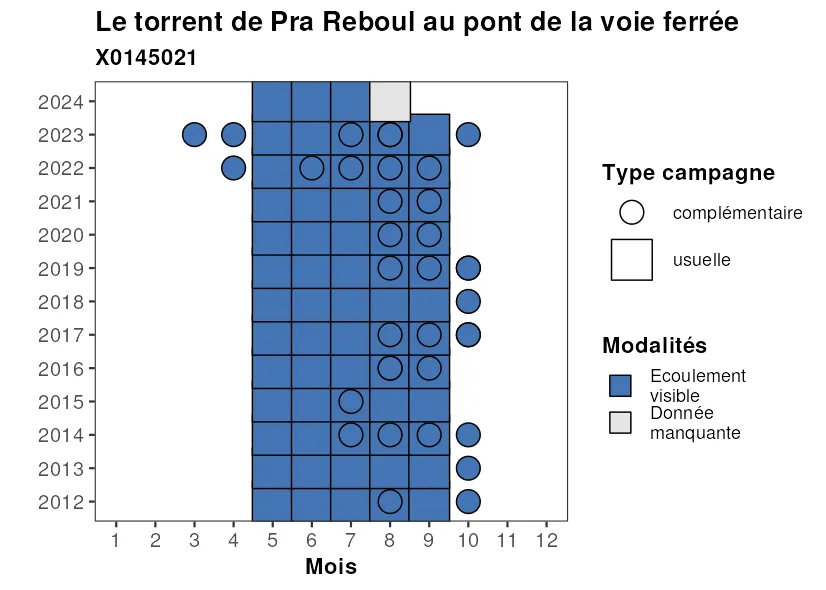 Le torrent de Pra Reboul au pont de la voie ferrée
X0145021
2024
2023
2022
2021
2020
2019
2018
2017
2016
2015
2014
2013
2012
1 2 3 4 5 6 7 8 9 10 11 12
Mois
Type campagne
complémentaire
usuelle
Modalités
Ecoulement
visible
Donnée
manquante